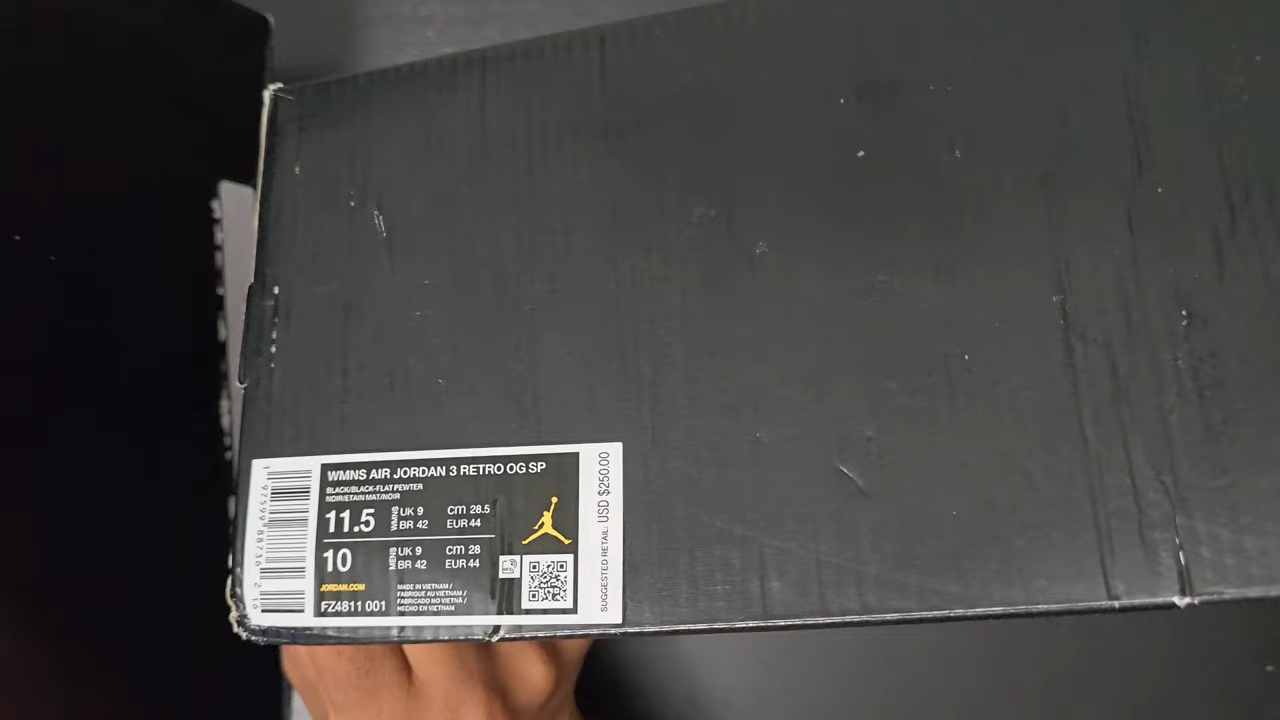 WMNS AIR JORDAN 3 RETRO OG SP
BLACK/BLACK-FLAT PEWTER
NOIR/ETAIN MAT/NOIR
11.5 WMNS UK 9 cm 28.5
BR 42 EUR 44
10 MENS UK 9 cm 28
BR 42 EUR 44
JORDAN.COM
FZ4811 001
MADE IN VIETNAM /
FABRIQUE AU VIETNAM /
FABRICADO NO VIETNÃ /
HECHO EN VIETNAM
SUGGESTED RETAIL: USD $250.00